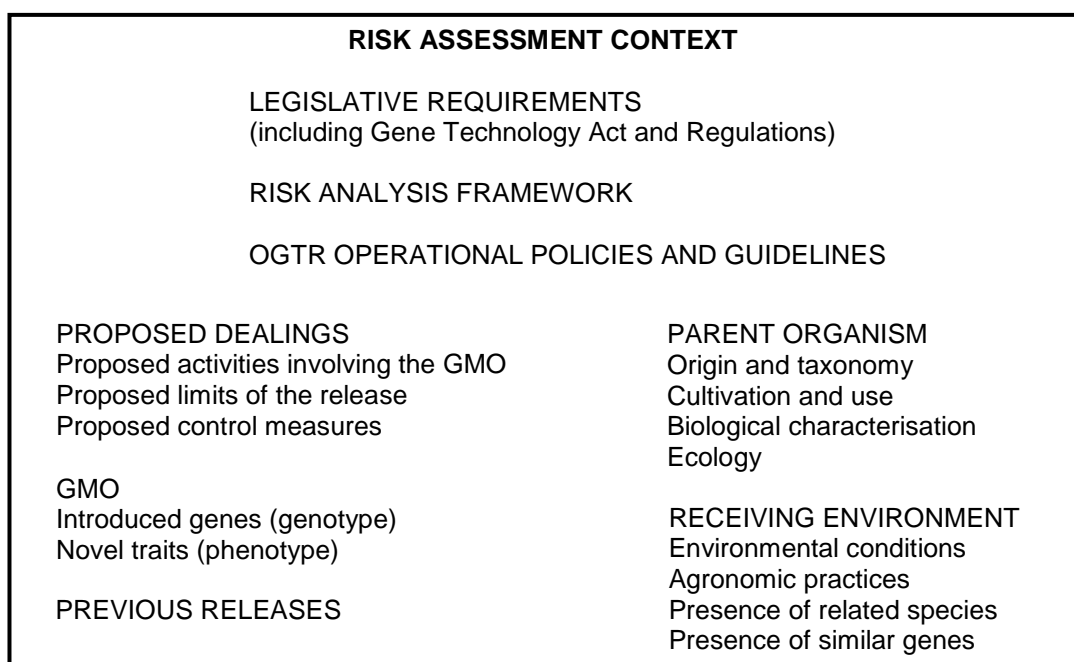 RISK ASSESSMENT CONTEXT
LEGISLATIVE REQUIREMENTS
(including Gene Technology Act and Regulations)
RISK ANALYSIS FRAMEWORK
OGTR OPERATIONAL POLICIES AND GUIDELINES
PROPOSED DEALINGS
Proposed activities involving the GMO
Proposed limits of the release
Proposed control measures
GMO
Introduced genes (genotype)
Novel traits (phenotype)
PREVIOUS RELEASES
PARENT ORGANISM
Origin and taxonomy
Cultivation and use
Biological characterisation
Ecology
RECEIVING ENVIRONMENT
Environmental conditions
Agronomic practices
Presence of related species
Presence of similar genes